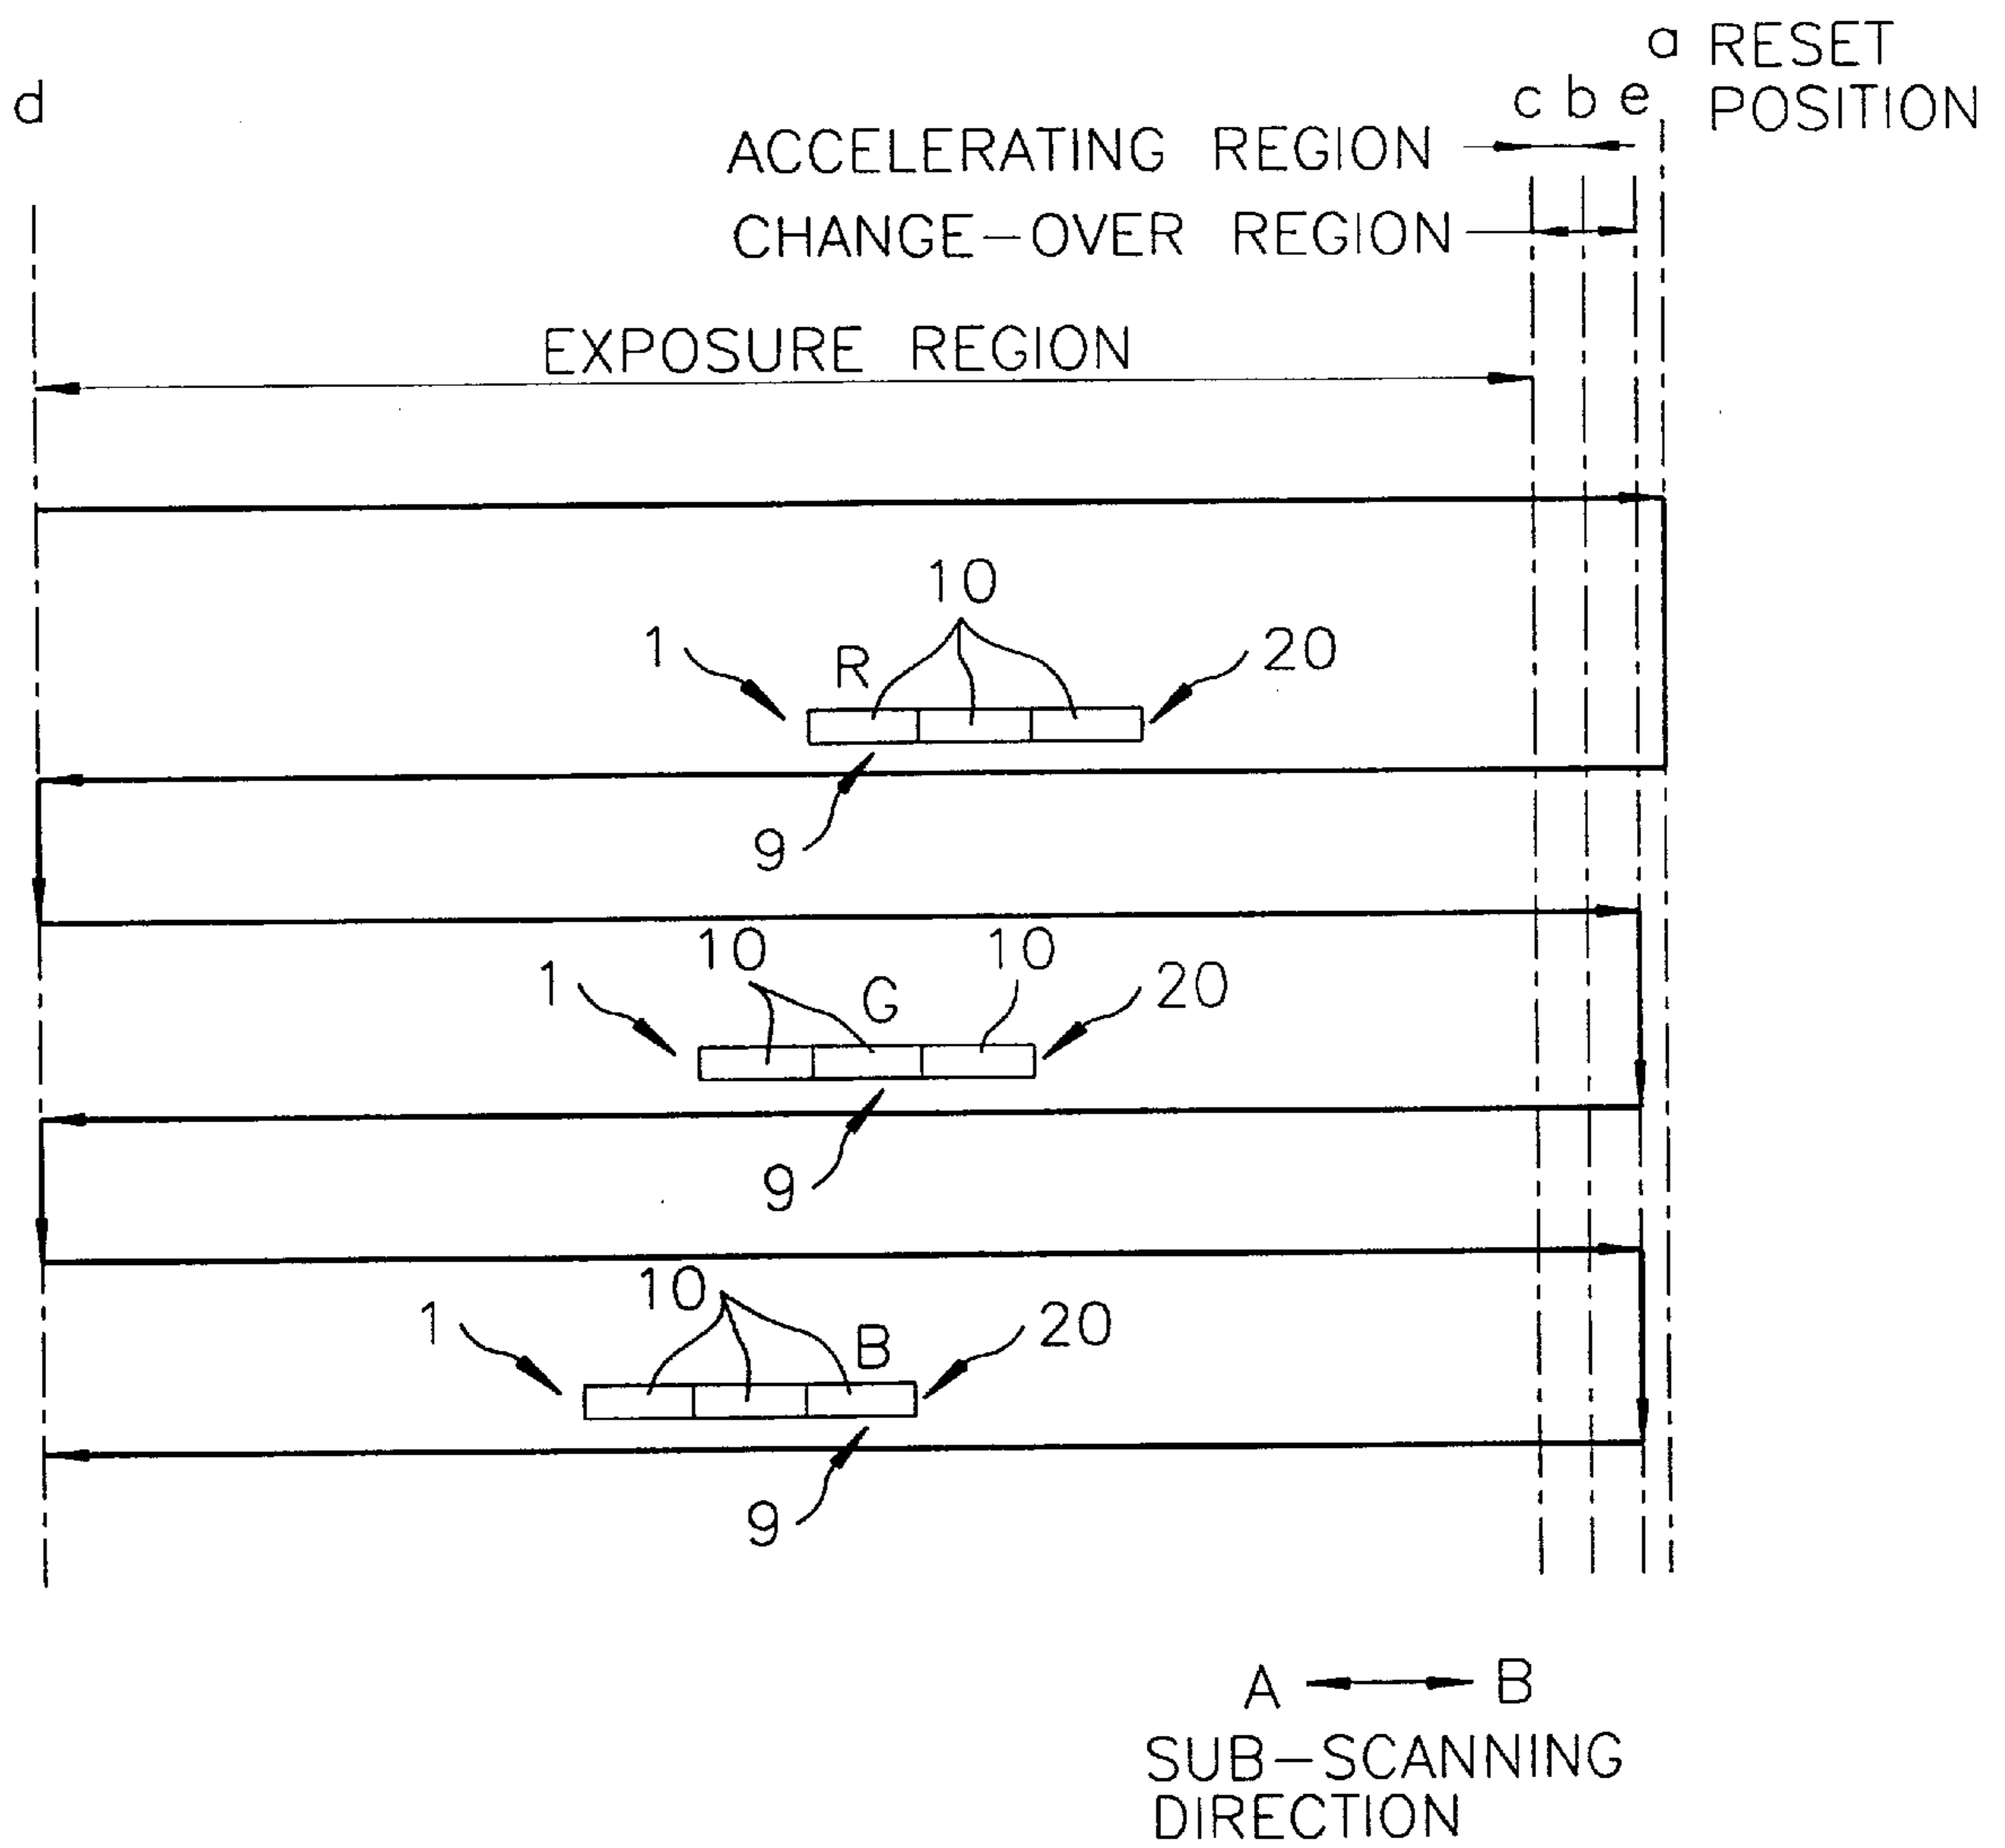 a RESET
POSITION
d
c b e
ACCELERATING REGION
CHANGE-OVER REGION
EXPOSURE REGION
10
1 R 20
9
10 10
1 G 20
9
10
1 B 20
9
A B
SUB-SCANNING
DIRECTION